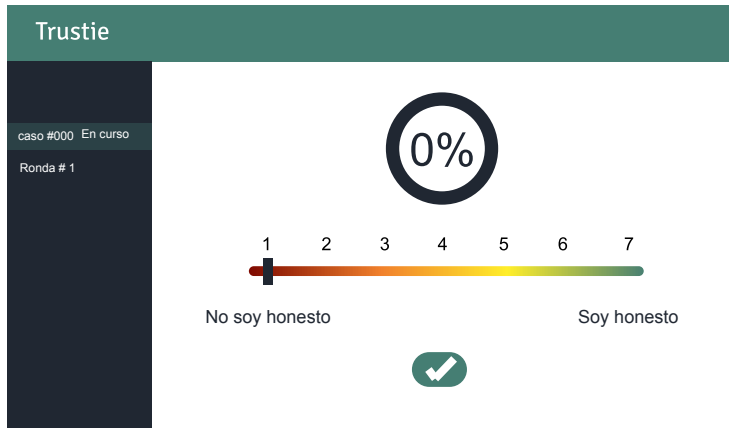 Trustie
caso #000 En curso
Ronda # 1
0%
1 2 3 4 5 6 7
No soy honesto Soy honesto